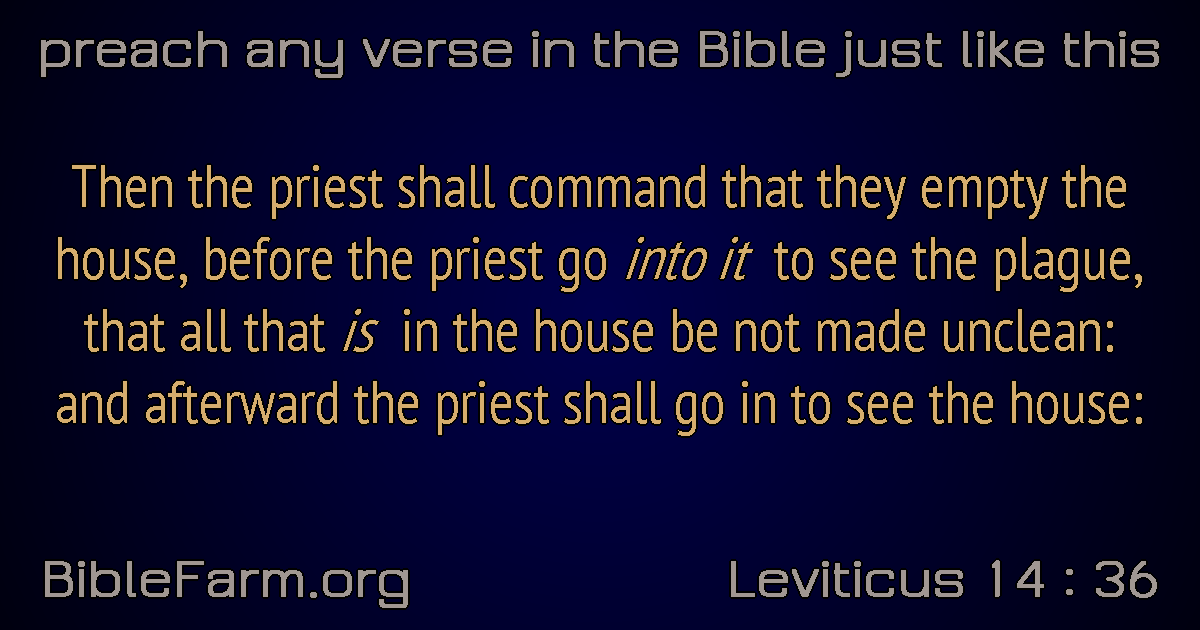 preach any verse in the Bible just like this
Then the priest shall command that they empty the
house, before the priest go into it to see the plague,
that all that is in the house be not made unclean:
and afterward the priest shall go in to see the house:
BibleFarm.org
Leviticus 14 : 36